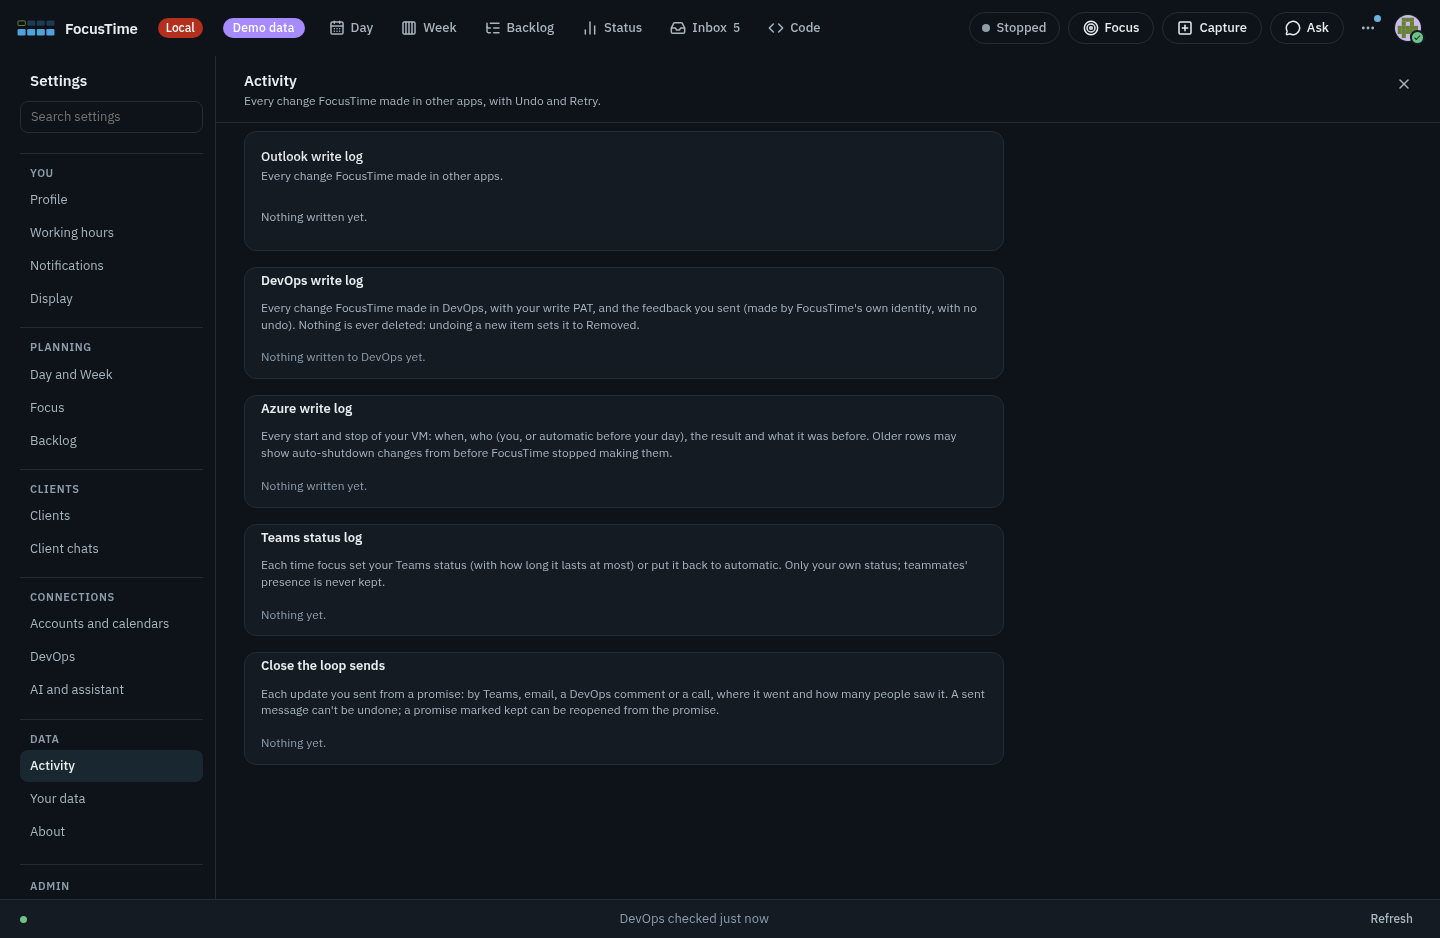 FocusTime
Local
Demo data
Day
Week
Backlog
Status
Inbox 5
Code
Stopped
Focus
Capture
Ask
Settings
Search settings
YOU
Profile
Working hours
Notifications
Display
PLANNING
Day and Week
Focus
Backlog
CLIENTS
Clients
Client chats
CONNECTIONS
Accounts and calendars
DevOps
AI and assistant
DATA
Activity
Your data
About
ADMIN
Activity
Every change FocusTime made in other apps, with Undo and Retry.
Outlook write log
Every change FocusTime made in other apps.
Nothing written yet.
DevOps write log
Every change FocusTime made in DevOps, with your write PAT, and the feedback you sent (made by FocusTime's own identity, with no
undo). Nothing is ever deleted: undoing a new item sets it to Removed.
Nothing written to DevOps yet.
Azure write log
Every start and stop of your VM: when, who (you, or automatic before your day), the result and what it was before. Older rows may
show auto-shutdown changes from before FocusTime stopped making them.
Nothing written yet.
Teams status log
Each time focus set your Teams status (with how long it lasts at most) or put it back to automatic. Only your own status; teammates'
presence is never kept.
Nothing yet.
Close the loop sends
Each update you sent from a promise: by Teams, email, a DevOps comment or a call, where it went and how many people saw it. A sent
message can't be undone; a promise marked kept can be reopened from the promise.
Nothing yet.
DevOps checked just now
Refresh